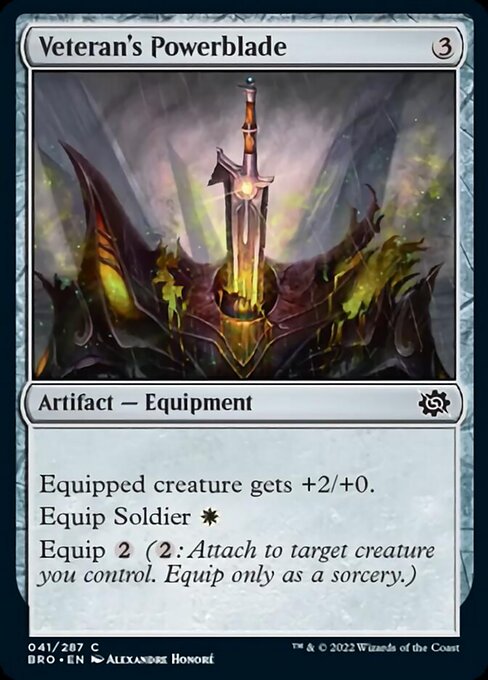 Veteran's Powerblade 3
Artifact — Equipment
Equipped creature gets +2/+0.
Equip Soldier
Equip 2 (2: Attach to target creature
you control. Equip only as a sorcery.)
041/287 C
BRO • EN Alexandre Honoré
™ & © 2022 Wizards of the Coast